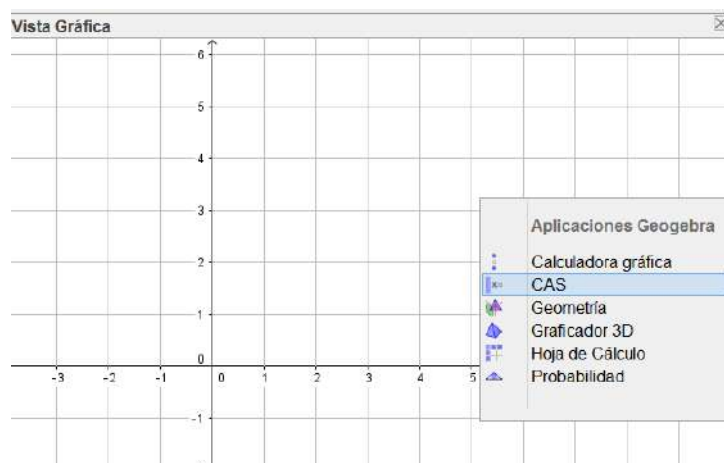 Vista Gráfica
6
5
4
3
2
1
0
-3 -2 -1 0 1 2 3 4 5
-1
Aplicaciones Geogebra
Calculadora gráfica
CAS
Geometría
Graficador 3D
Hoja de Cálculo
Probabilidad